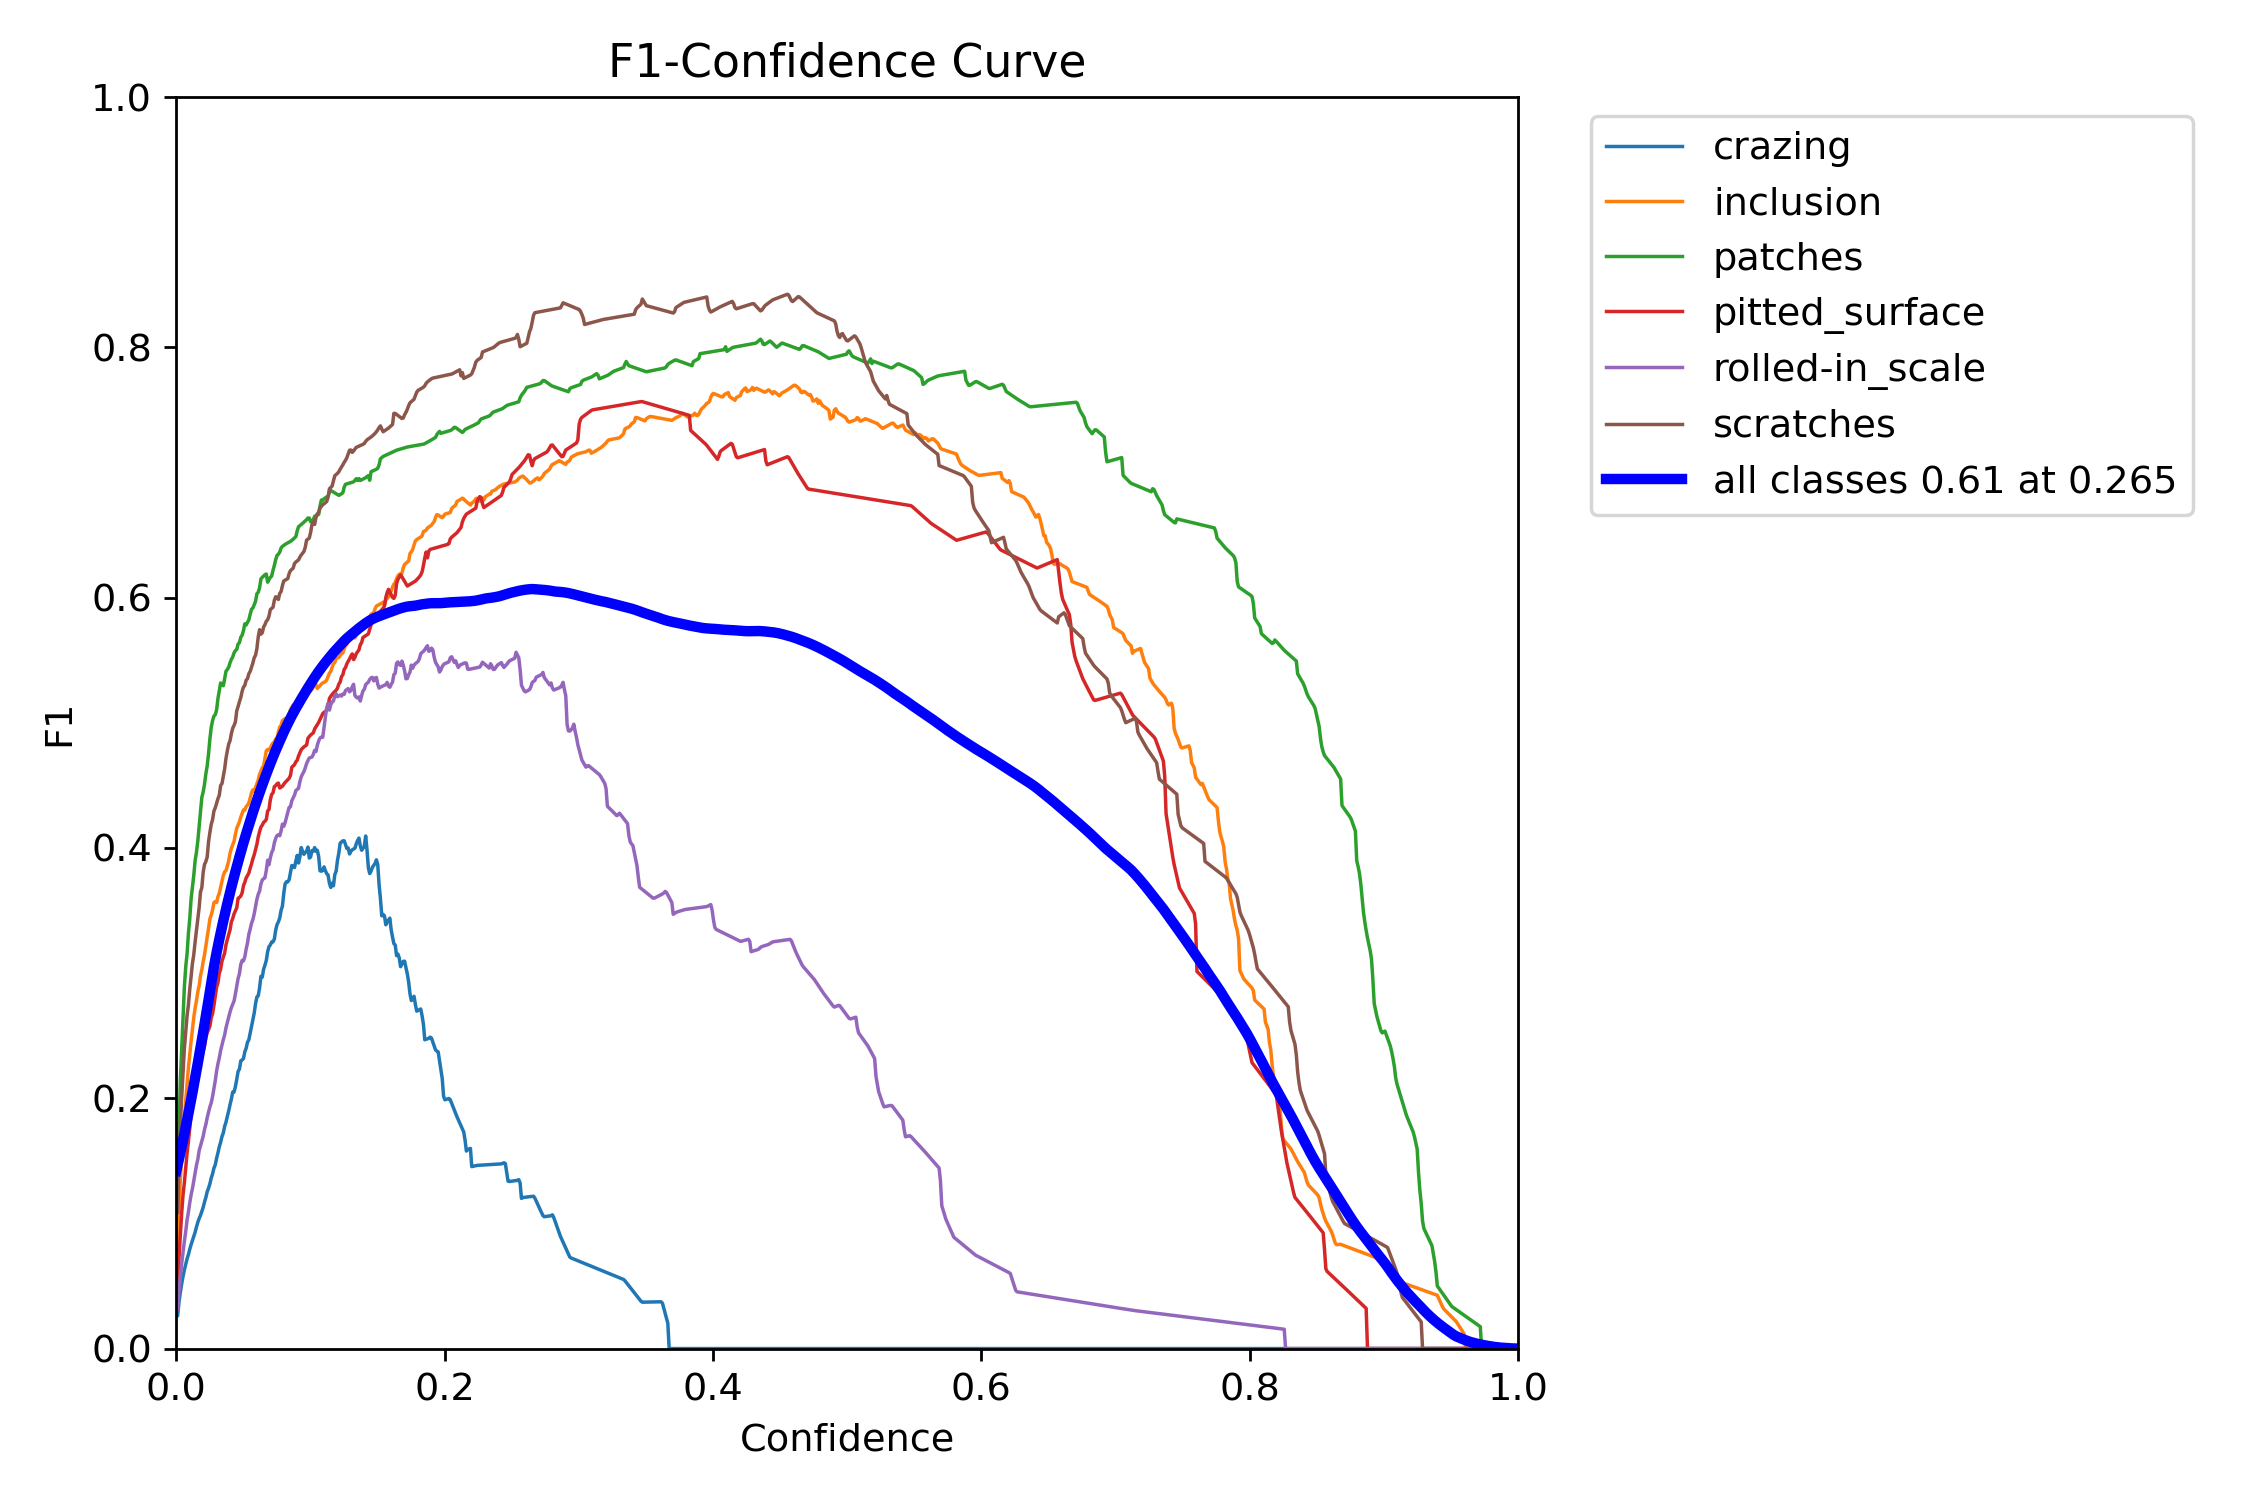 F1-Confidence Curve
1.0
0.8
0.6
0.4
0.2
0.0
F1
0.0 0.2 0.4 0.6 0.8 1.0
Confidence
crazing
inclusion
patches
pitted_surface
rolled-in_scale
scratches
all classes 0.61 at 0.265